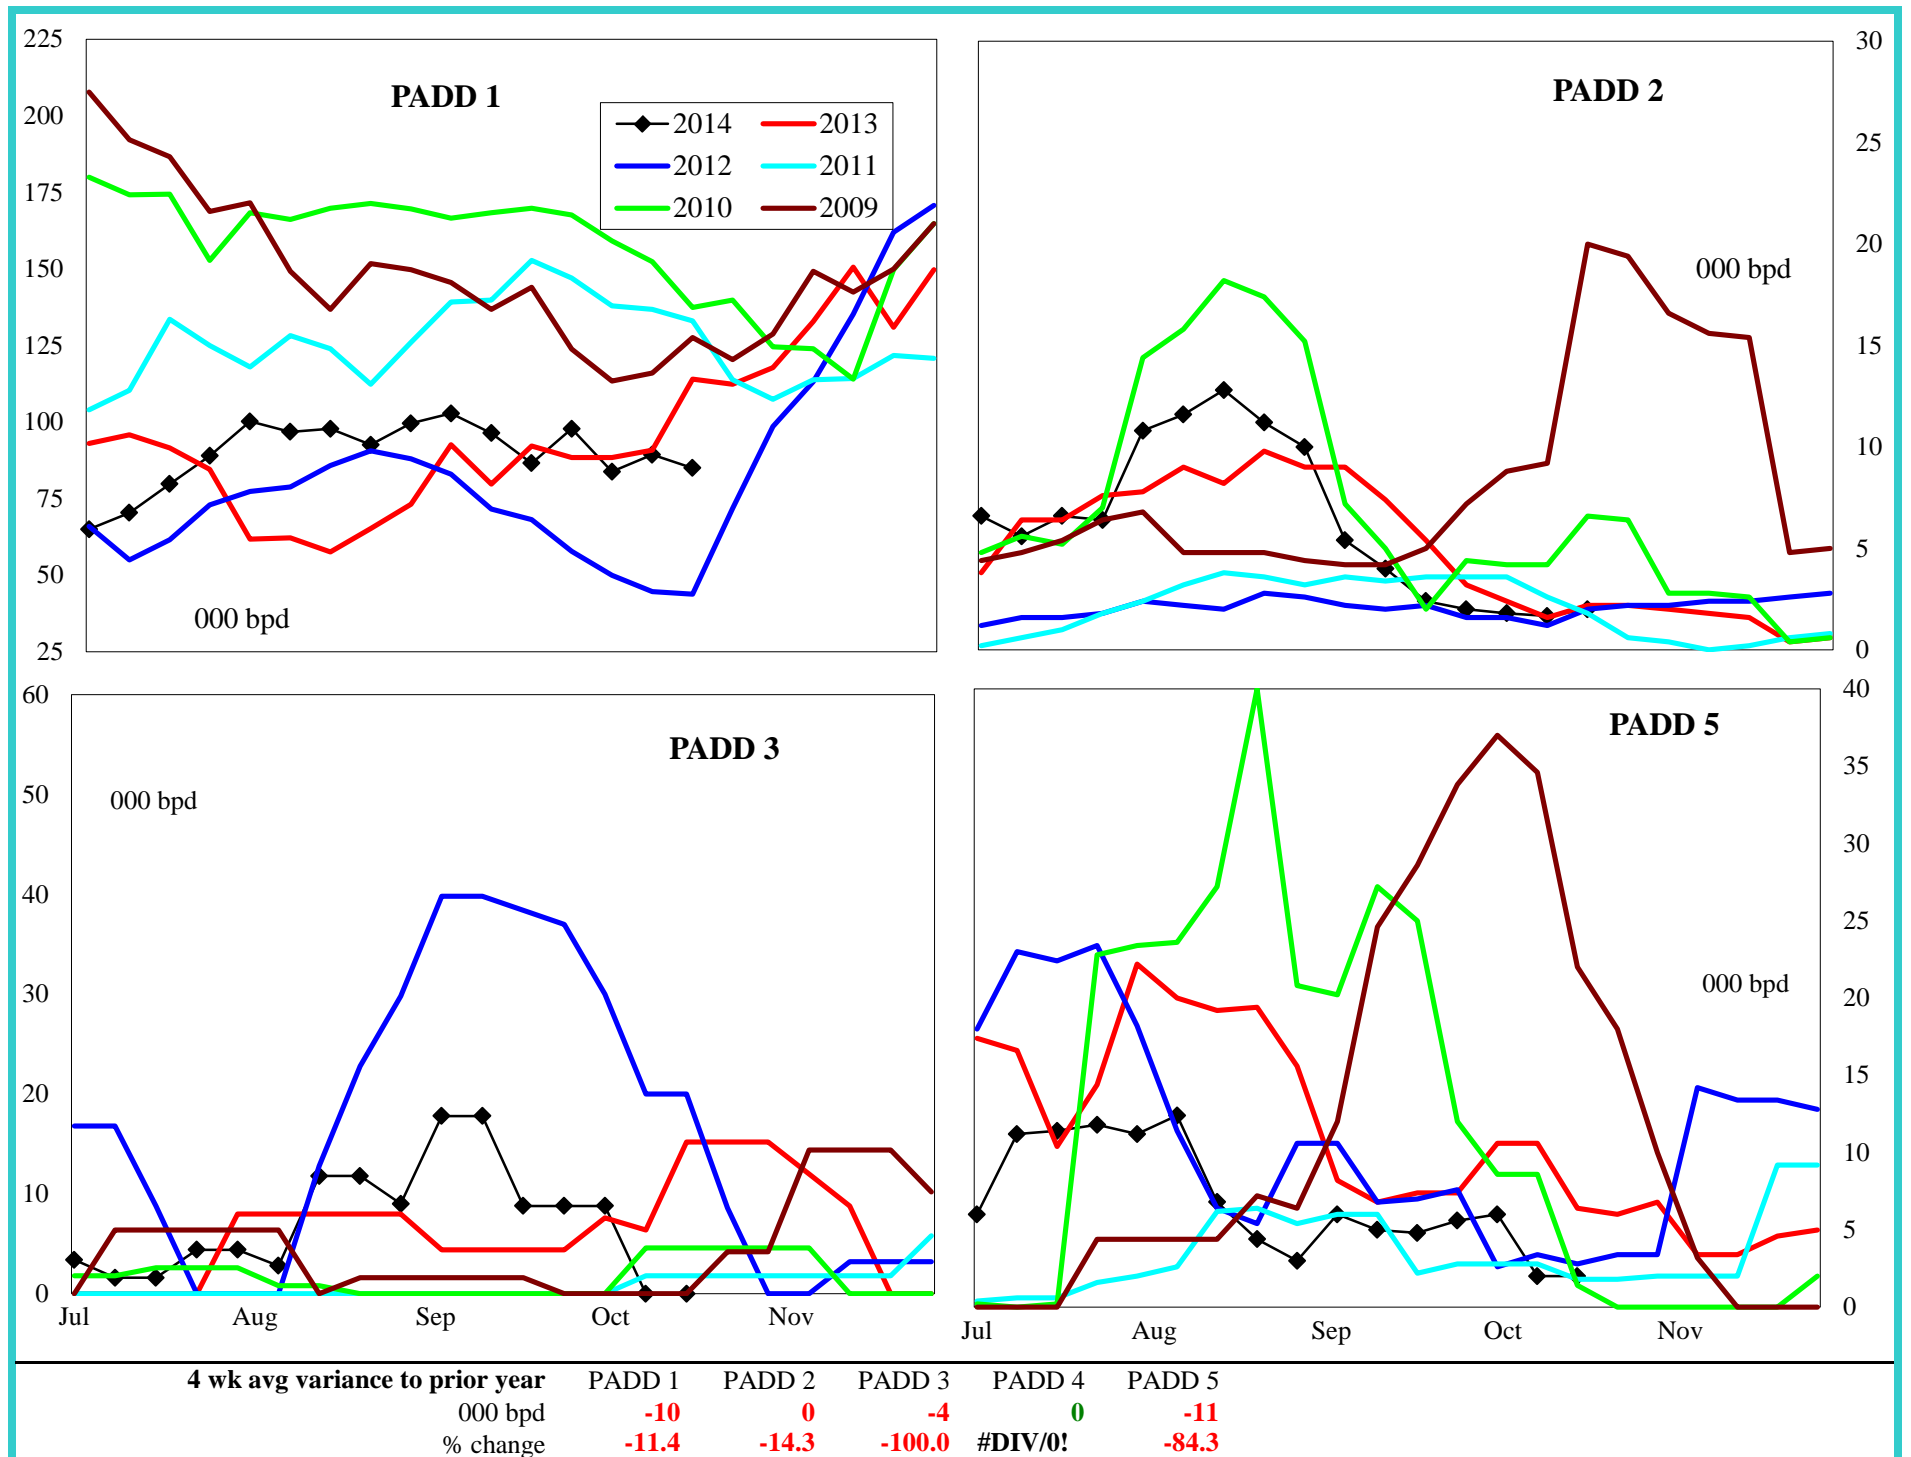 PADD 1
225
200
175
150
125
100
75
50
25
2014 2013
2012 2011
2010 2009
000 bpd
PADD 2
30
25
20
15
10
5
0
000 bpd
PADD 3
60
50
40
30
20
10
0
000 bpd
Jul Aug Sep Oct Nov
PADD 5
40
35
30
25
20
15
10
5
0
000 bpd
Jul Aug Sep Oct Nov
4 wk avg variance to prior year PADD 1 PADD 2 PADD 3 PADD 4 PADD 5
000 bpd -10 0 -4 0 -11
% change -11.4 -14.3 -100.0 #DIV/0! -84.3